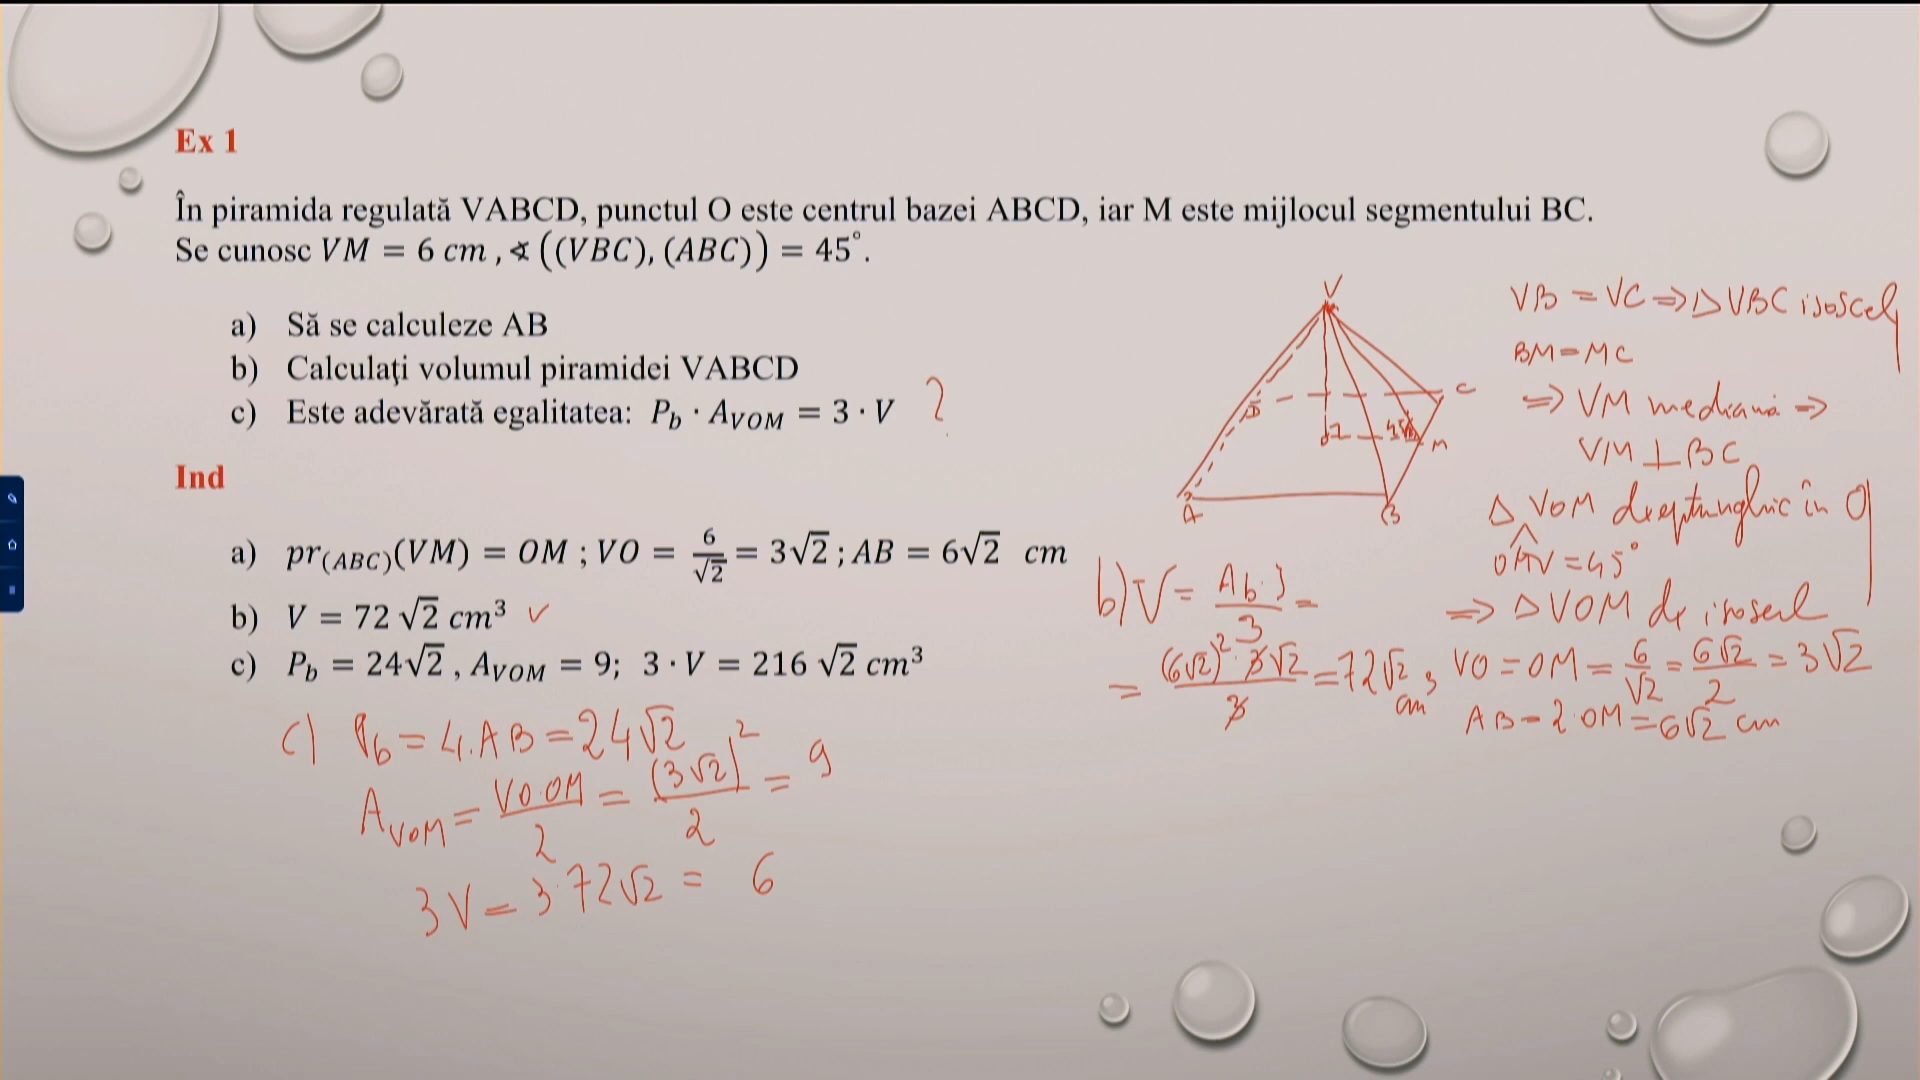 Ex 1
În piramida regulată VABCD, punctul O este centrul bazei ABCD, iar M este mijlocul segmentului BC.
Se cunosc VM = 6 cm , ∢((VBC), (ABC)) = 45°.
a) Să se calculeze AB
b) Calculați volumul piramidei VABCD
c) Este adevărată egalitatea: P_b · A_VOM = 3 · V ?
Ind
a) pr_(ABC)(VM) = OM ; VO = 6/√2 = 3√2 ; AB = 6√2 cm
b) V = 72 √2 cm³ ✓
c) P_b = 24√2 , A_VOM = 9; 3 · V = 216 √2 cm³
c) P_b = 4.AB = 24√2
A_VOM = VO.OM/2 = (3√2)²/2 = 9
3V = 3.72√2 = 6
V
D
C
45
M
A
B
VB = VC ⇒ △VBC isoscel
BM = MC
⇒ VM mediană ⇒
VM ⊥ BC
△ VOM dreptunghic în O
OMV = 45°
⇒ △VOM dr isoscel
VO = OM = 6/√2 = 6√2/2 = 3√2
AB = 2·OM = 6√2 cm
b) V = Ab·/3 =
= (6√2)²·3√2/3 = 72√2 cm³